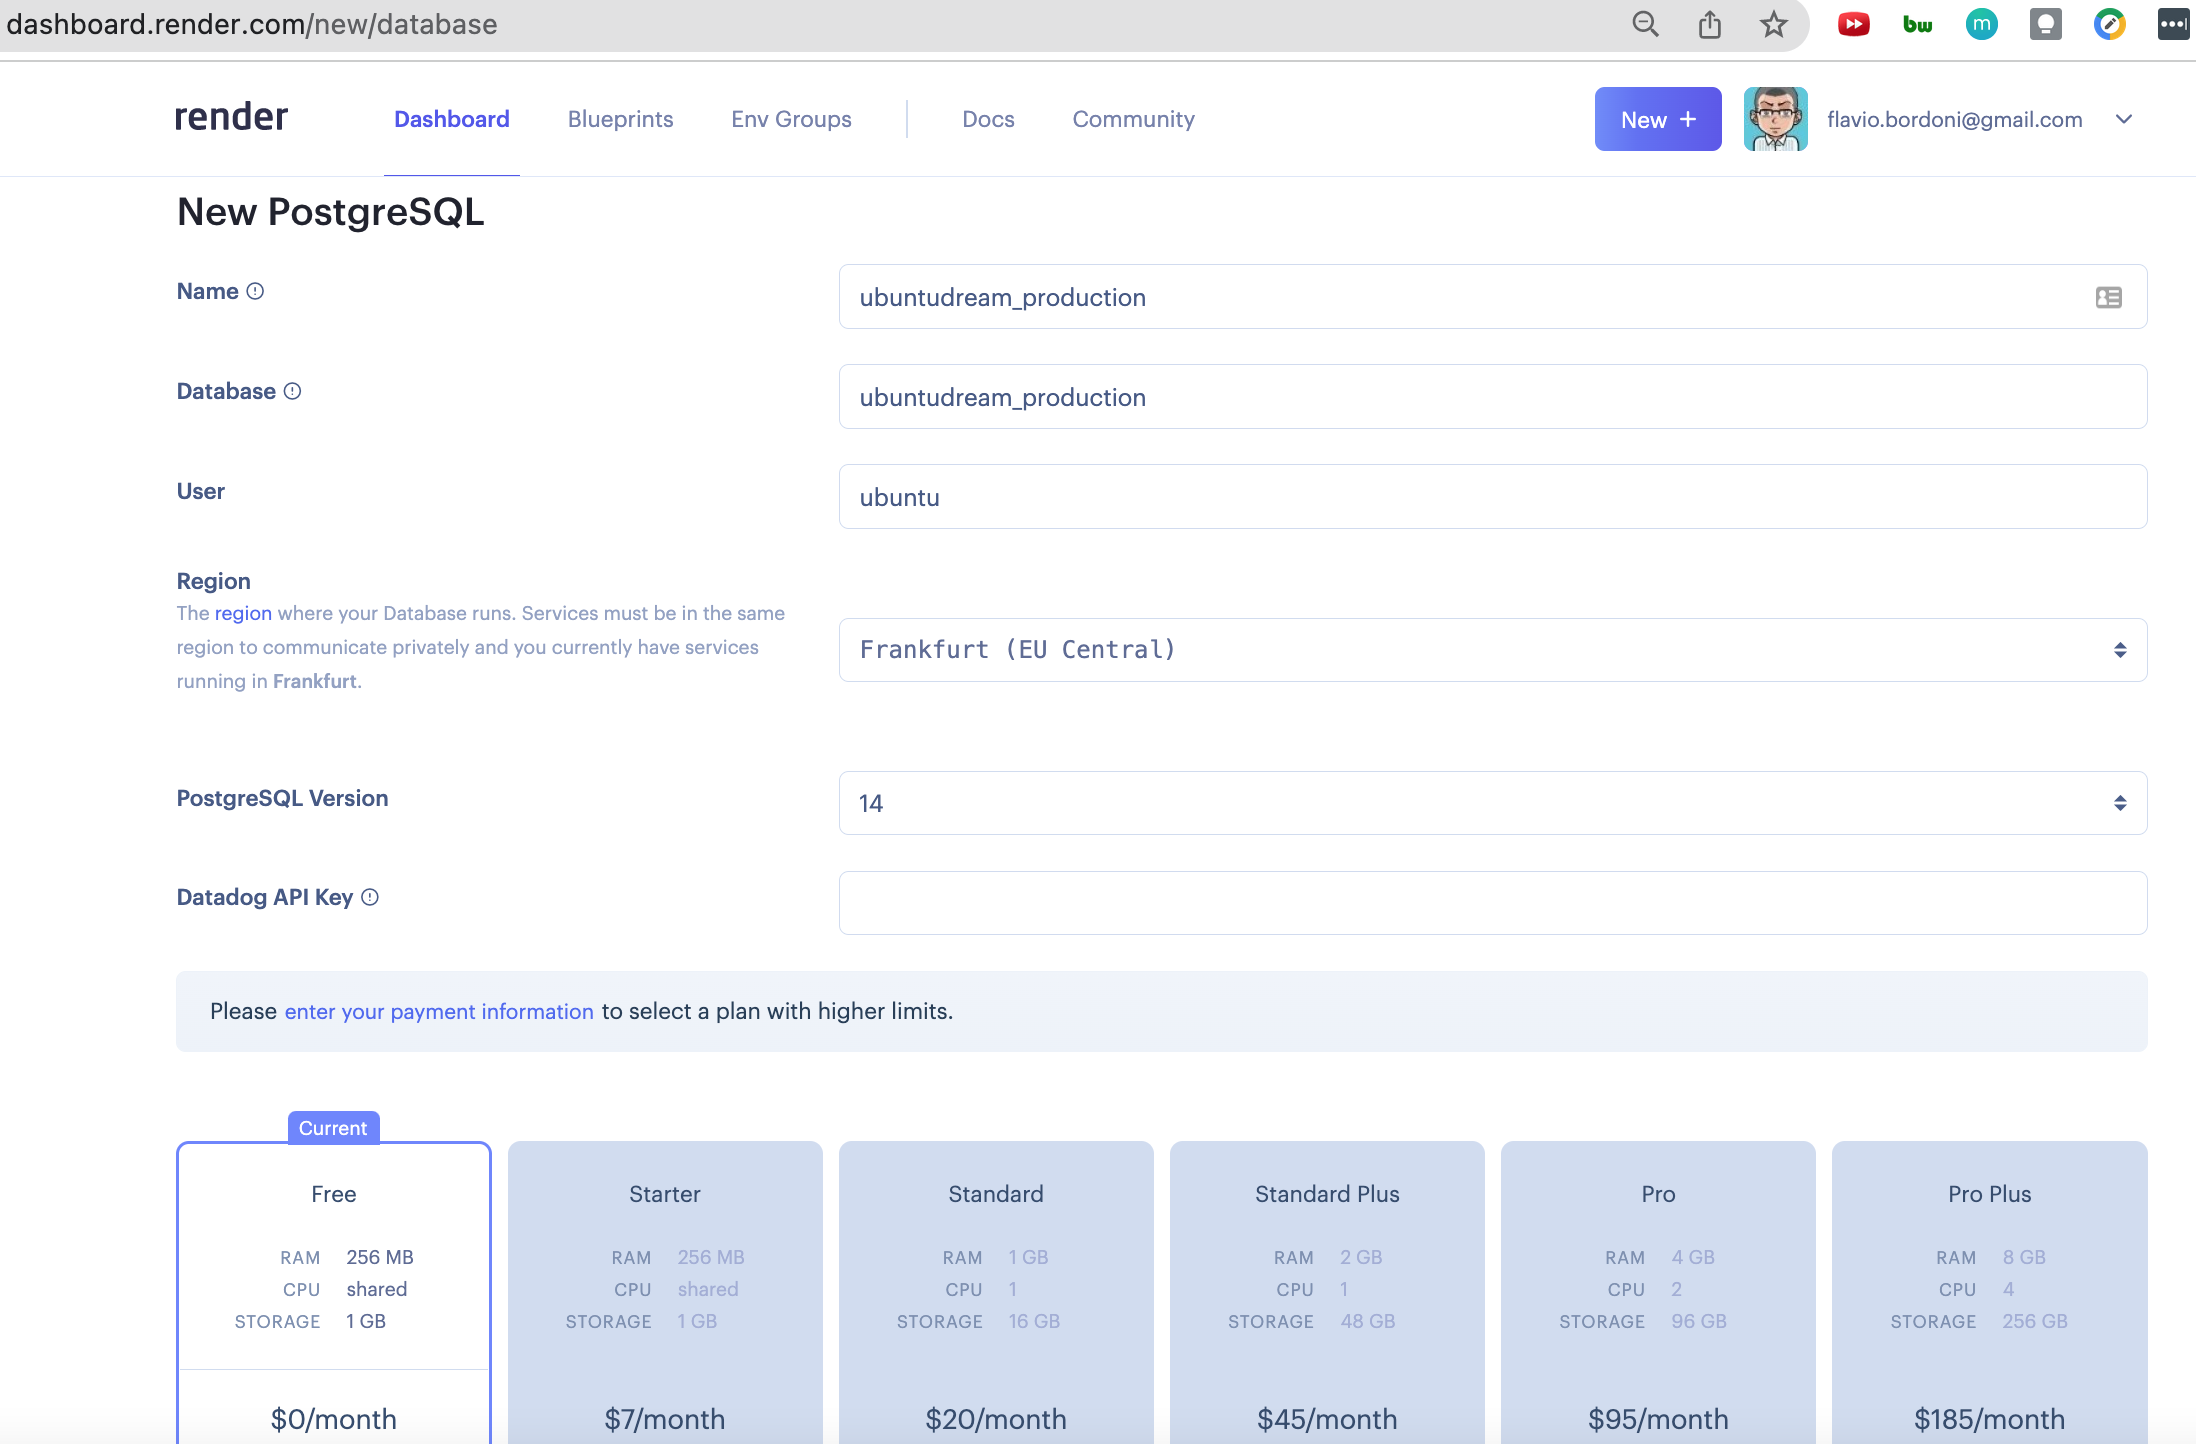 dashboard.render.com/new/database
bw
m
render
Dashboard
Blueprints
Env Groups
Docs
Community
New +
flavio.bordoni@gmail.com
New PostgreSQL
Name
ubuntudream_production
Database
ubuntudream_production
User
ubuntu
Region
The region where your Database runs. Services must be in the same
region to communicate privately and you currently have services
running in Frankfurt.
Frankfurt (EU Central)
PostgreSQL Version
14
Datadog API Key
Please enter your payment information to select a plan with higher limits.
Current
Free
RAM 256 MB
CPU shared
STORAGE 1 GB
$0/month
Starter
RAM 256 MB
CPU shared
STORAGE 1 GB
$7/month
Standard
RAM 1 GB
CPU 1
STORAGE 16 GB
$20/month
Standard Plus
RAM 2 GB
CPU 1
STORAGE 48 GB
$45/month
Pro
RAM 4 GB
CPU 2
STORAGE 96 GB
$95/month
Pro Plus
RAM 8 GB
CPU 4
STORAGE 256 GB
$185/month